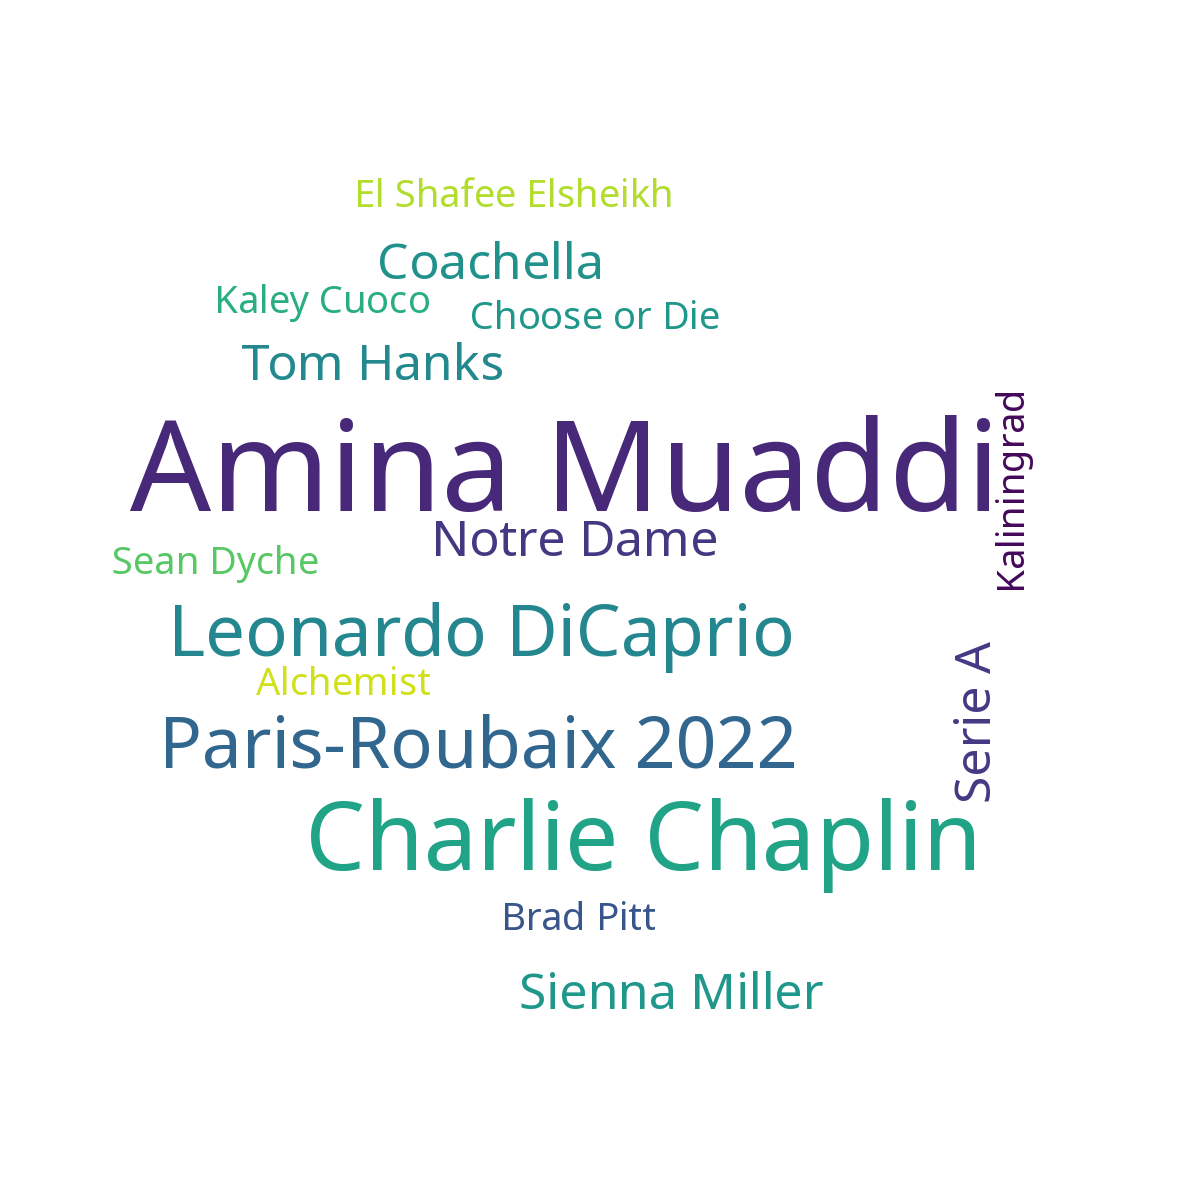 El Shafee Elsheikh
Coachella
Kaley Cuoco
Choose or Die
Tom Hanks
Amina Muaddi
Kaliningrad
Notre Dame
Sean Dyche
Leonardo DiCaprio
Alchemist
Serie A
Paris-Roubaix 2022
Charlie Chaplin
Brad Pitt
Sienna Miller